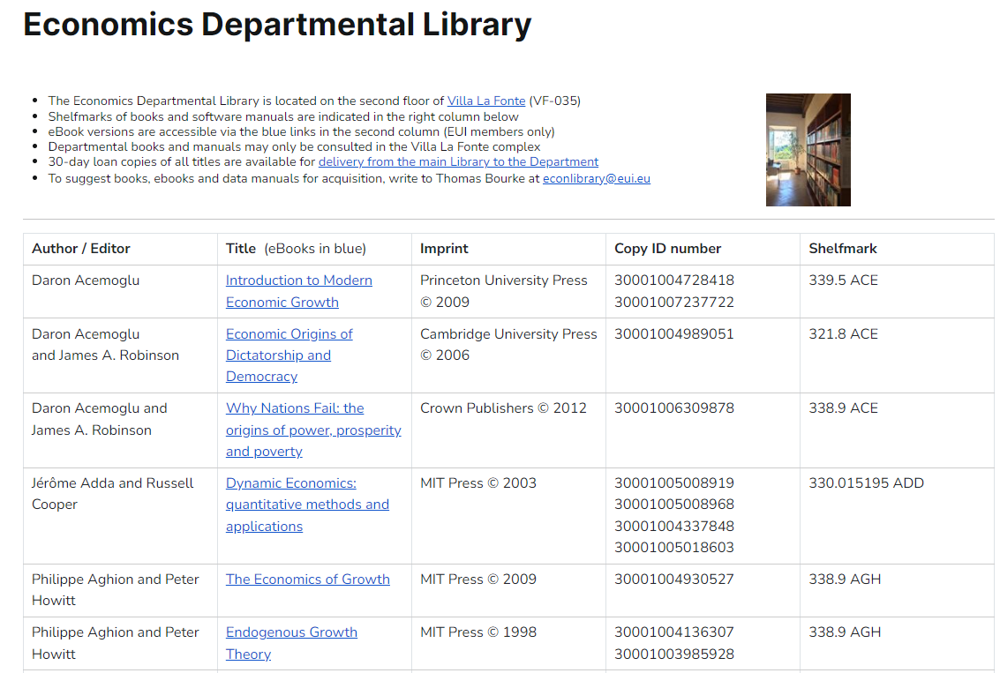 Economics Departmental Library
The Economics Departmental Library is located on the second floor of Villa La Fonte (VF-035)
Shelfmarks of books and software manuals are indicated in the right column below
eBook versions are accessible via the blue links in the second column (EUI members only)
Departmental books and manuals may only be consulted in the Villa La Fonte complex
30-day loan copies of all titles are available for delivery from the main Library to the Department
To suggest books, ebooks and data manuals for acquisition, write to Thomas Bourke at econlibrary@eui.eu
Author / Editor
Title (eBooks in blue)
Imprint
Copy ID number
Shelfmark
Daron Acemoglu
Introduction to Modern
Economic Growth
Princeton University Press
© 2009
30001004728418
30001007237722
339.5 ACE
Daron Acemoglu
and James A. Robinson
Economic Origins of
Dictatorship and
Democracy
Cambridge University Press
© 2006
30001004989051
321.8 ACE
Daron Acemoglu and
James A. Robinson
Why Nations Fail: the
origins of power, prosperity
and poverty
Crown Publishers © 2012
30001006309878
338.9 ACE
Jérôme Adda and Russell
Cooper
Dynamic Economics:
quantitative methods and
applications
MIT Press © 2003
30001005008919
30001005008968
30001004337848
30001005018603
330.015195 ADD
Philippe Aghion and Peter
Howitt
The Economics of Growth
MIT Press © 2009
30001004930527
338.9 AGH
Philippe Aghion and Peter
Howitt
Endogenous Growth
Theory
MIT Press © 1998
30001004136307
30001003985928
338.9 AGH